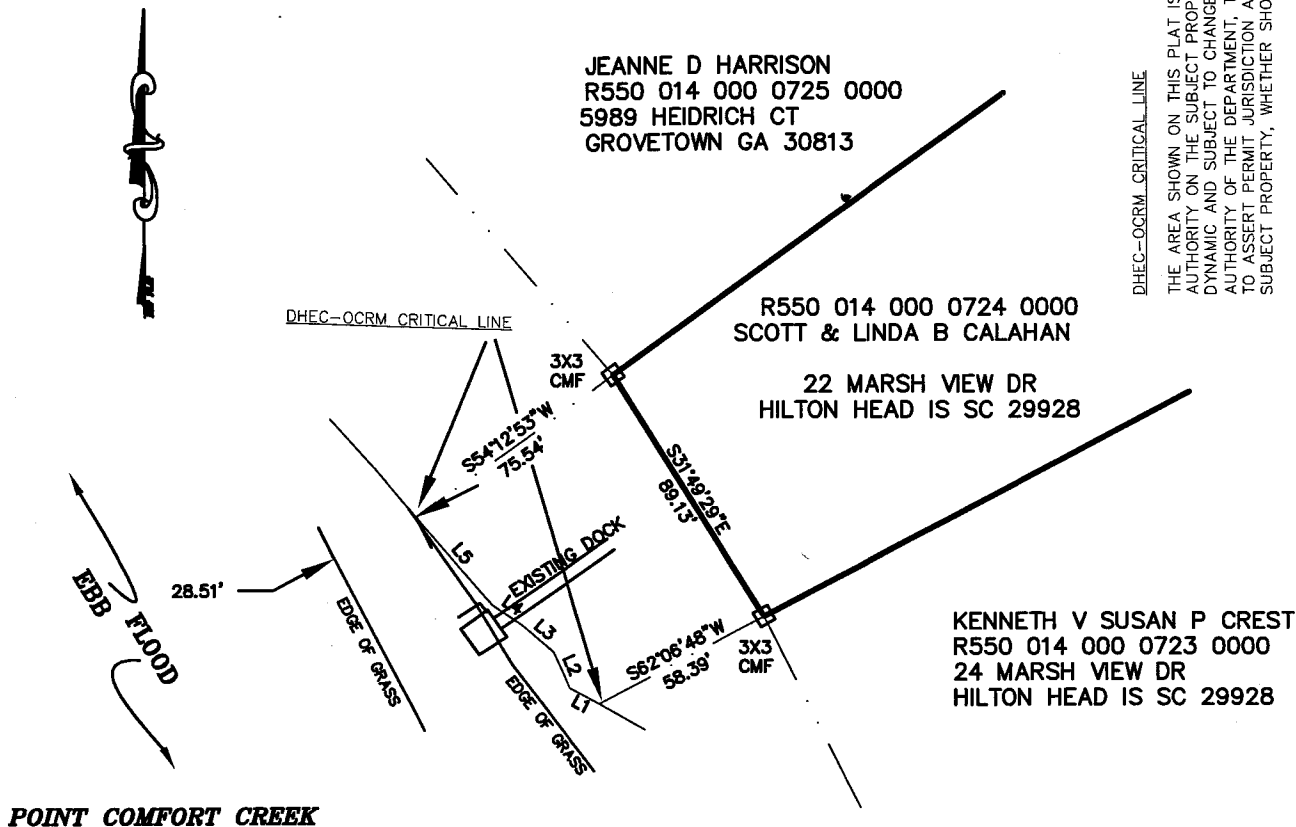 JEANNE D HARRISON
R550 014 000 0725 0000
5989 HEIDRICH CT
GROVETOWN GA 30813
DHEC-OCRM CRITICAL LINE
THE AREA SHOWN ON THIS PLAT IS
AUTHORITY ON THE SUBJECT PROP
DYNAMIC AND SUBJECT TO CHANGE
AUTHORITY OF THE DEPARTMENT, T
TO ASSERT PERMIT JURISDICTION A
SUBJECT PROPERTY, WHETHER SHO
DHEC-OCRM CRITICAL LINE
R550 014 000 0724 0000
SCOTT & LINDA B CALAHAN
22 MARSH VIEW DR
HILTON HEAD IS SC 29928
3X3
CMF
S54°12'53"W
75.54'
S31°49'29"E
89.13'
L5
EXISTING DOCK
L3
L2
L1
S62°06'48"W
58.39'
3X3
CMF
28.51'
EDGE OF GRASS
EDGE OF GRASS
EBB
FLOOD
KENNETH V SUSAN P CREST
R550 014 000 0723 0000
24 MARSH VIEW DR
HILTON HEAD IS SC 29928
POINT COMFORT CREEK